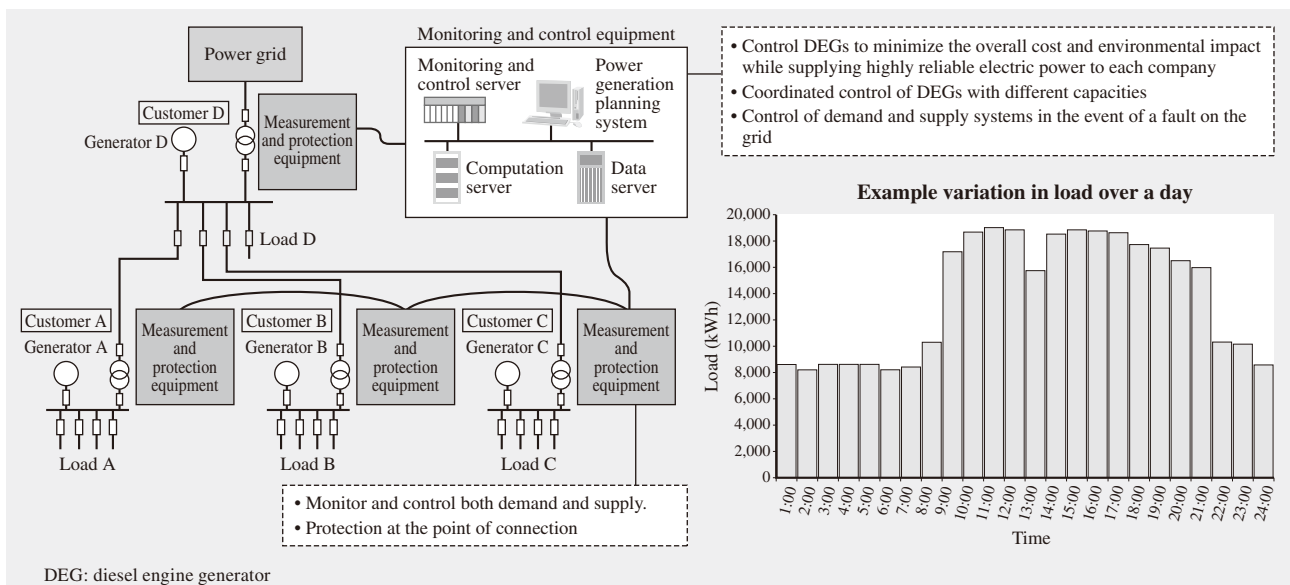 Power grid
Customer D
Generator D
Measurement
and protection
equipment
Load D
Monitoring and control equipment
Monitoring and
control server
Power
generation
planning
system
Computation
server
Data
server
• Control DEGs to minimize the overall cost and environmental impact
while supplying highly reliable electric power to each company
• Coordinated control of DEGs with different capacities
• Control of demand and supply systems in the event of a fault on the
grid
Customer A
Generator A
Measurement
and
protection
equipment
Load A
Customer B
Generator B
Measurement
and
protection
equipment
Load B
Customer C
Generator C
Measurement
and
protection
equipment
Load C
• Monitor and control both demand and supply.
• Protection at the point of connection
Example variation in load over a day
Load (kWh)
20,000
18,000
16,000
14,000
12,000
10,000
8,000
6,000
4,000
2,000
0
1:00
2:00
3:00
4:00
5:00
6:00
7:00
8:00
9:00
10:00
11:00
12:00
13:00
14:00
15:00
16:00
17:00
18:00
19:00
20:00
21:00
22:00
23:00
24:00
Time
DEG: diesel engine generator